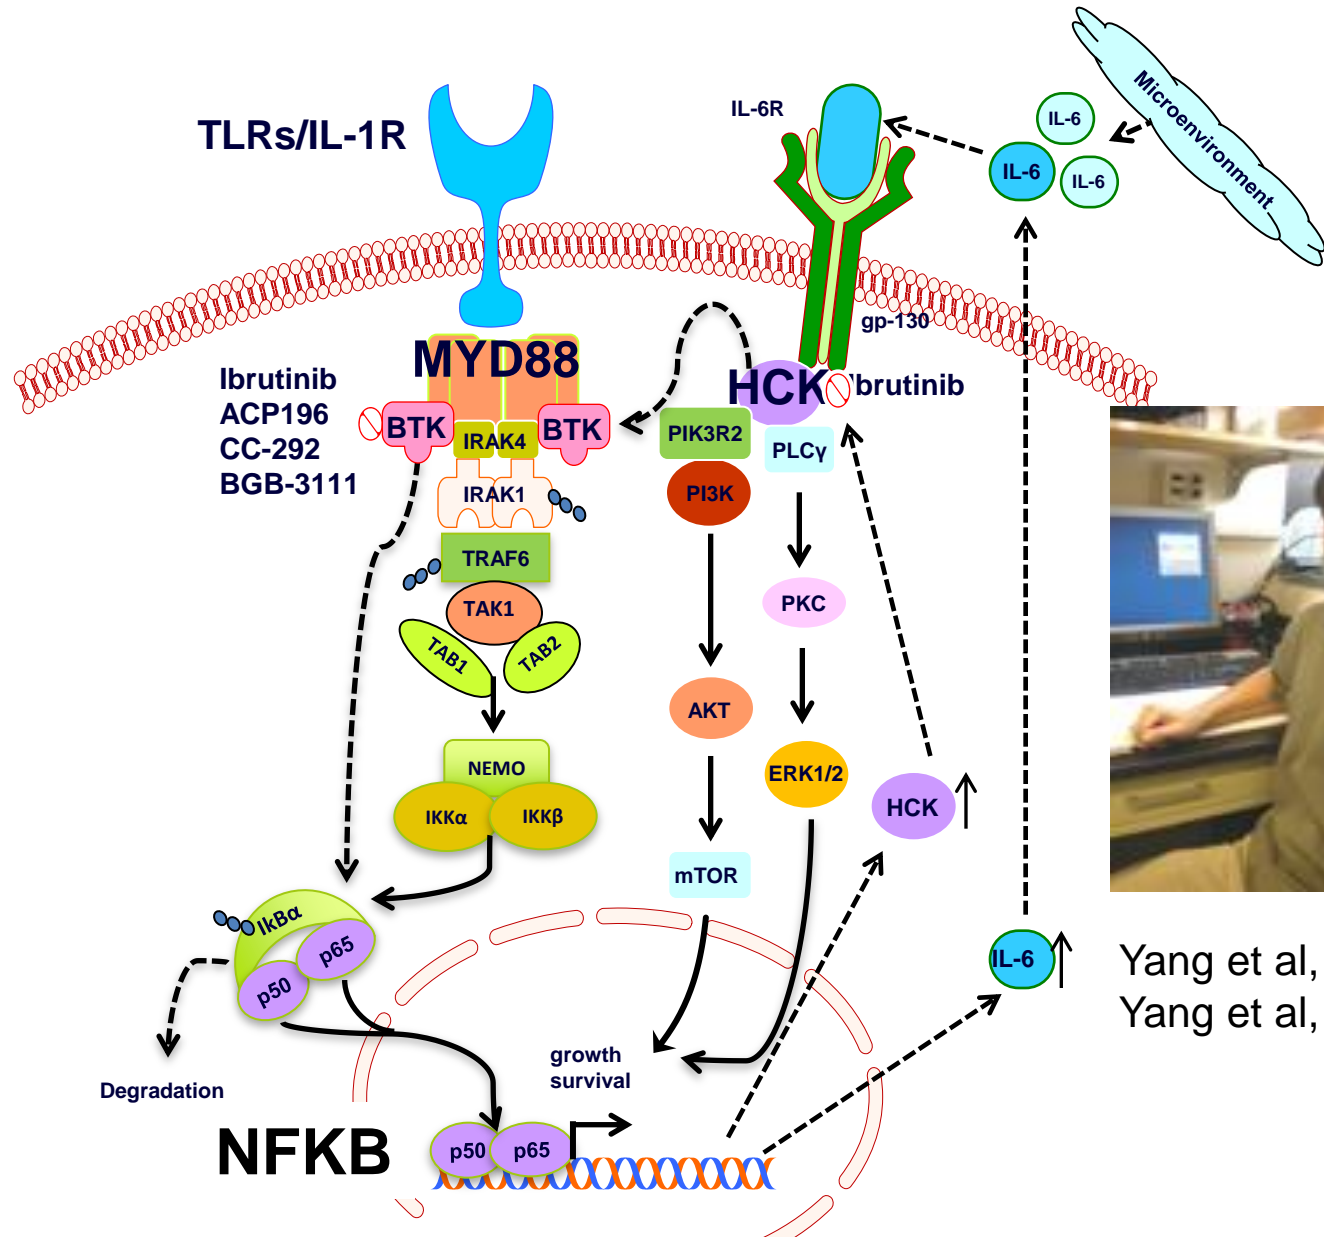 TLRs/IL-1R
IL-6R
IL-6
IL-6
IL-6
Microenvironment
gp-130
MYD88
HCK
Ibrutinib
Ibrutinib
ACP196
CC-292
BGB-3111
BTK
IRAK4
BTK
PIK3R2
PLCγ
IRAK1
PI3K
TRAF6
TAK1
PKC
TAB1
TAB2
AKT
NEMO
ERK1/2
IKKα
IKKβ
HCK
mTOR
IkBα
p65
p50
IL-6
Yang et al,
Yang et al,
growth
survival
Degradation
NFKB
p50
p65